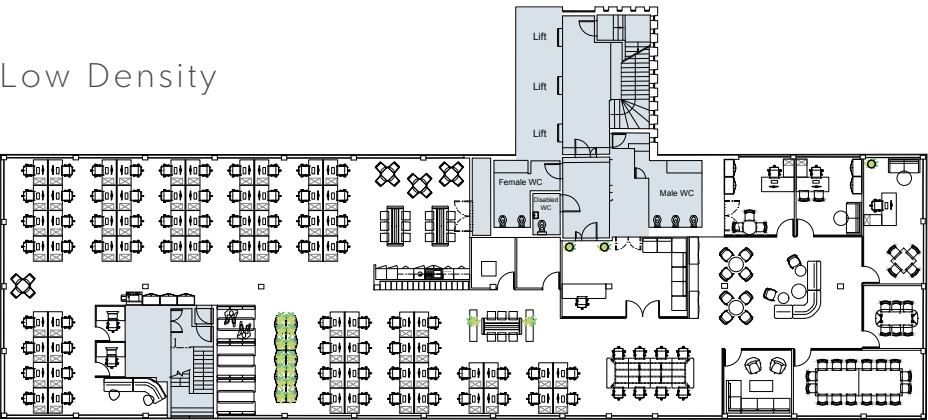 Low Density
Lift
Lift
Lift
Female WC
Disabled
WC
Male WC